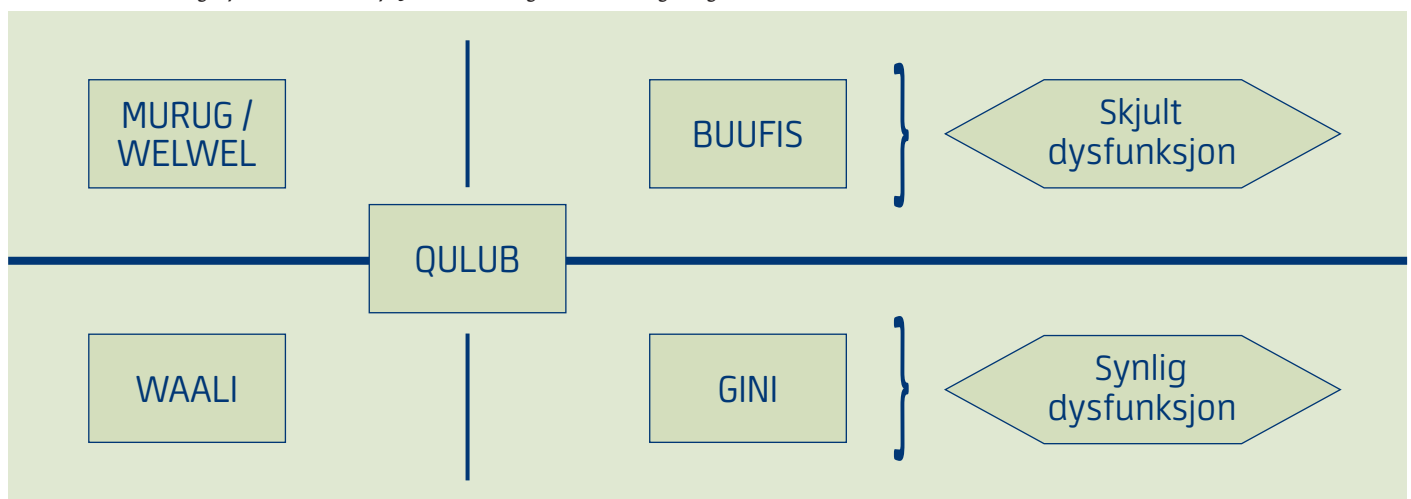 MURUG /
WELWEL
BUUFIS
Skjult
dysfunksjon
QULUB
WAALI
GINI
Synlig
dysfunksjon